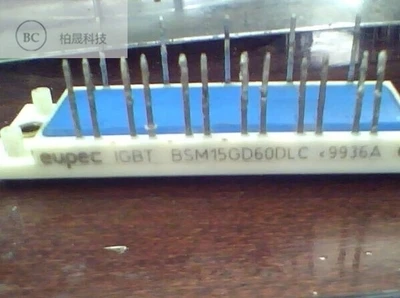 BC 柏晟科技
eupec IGBT BSM15GD60DLC <9936A